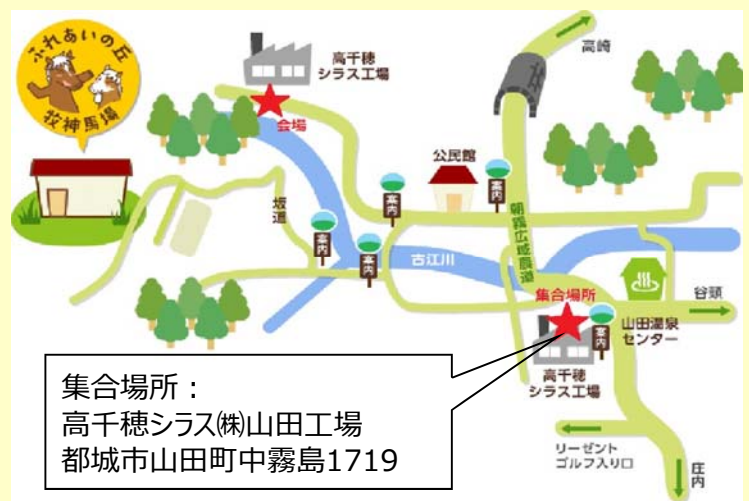 ふれあいの丘
牧神馬場
高千穂
シラス工場
会場
高崎
公民館
案内
案内
坂道
案内
案内
古江川
朝霧広域農道
集合場所
案内
高千穂
シラス工場
山田温泉
センター
谷頭
リーゼント
ゴルフ入り口
庄内
集合場所：
高千穂シラス㈱山田工場
都城市山田町中霧島1719